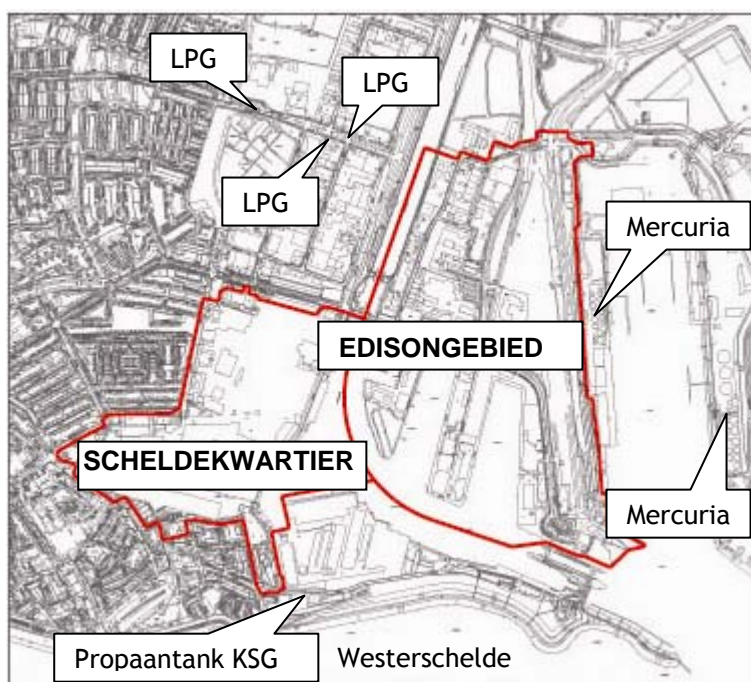 LPG
LPG
LPG
Mercuria
EDISONGEBIED
SCHELDEKWARTIER
Mercuria
Propaantank KSG
Westerschelde